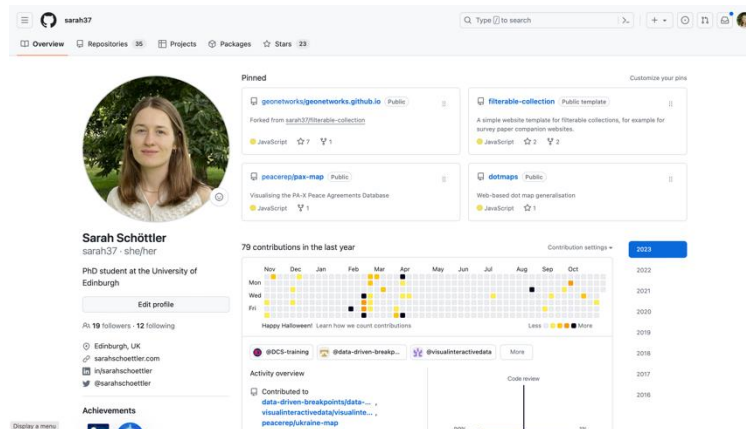 sarah37
Type / to search
Overview
Repositories 35
Projects
Packages
Stars 23
Pinned
Customize your pins
geonetworks/geonetworks.github.io Public
Forked from sarah37/filterable-collection
JavaScript 7 1
filterable-collection Public template
A simple website template for filterable collections, for example for
survey paper companion websites.
JavaScript 2 2
peacerep/pax-map Public
Visualising the PA-X Peace Agreements Database
JavaScript 1
dotmaps Public
Web-based dot map generalisation
JavaScript 1
Sarah Schöttler
sarah37 · she/her
PhD student at the University of
Edinburgh
Edit profile
19 followers · 12 following
Edinburgh, UK
sarahschoettler.com
in/sarahschoettler
@sarahschoettler
Achievements
79 contributions in the last year
Contribution settings
Nov Dec Jan Feb Mar Apr May Jun Jul Aug Sep Oct
Mon
Wed
Fri
Happy Halloween! Learn how we count contributions
Less More
@DCS-training
@data-driven-breakp...
@visualinteractivedata
More
Activity overview
Contributed to
data-driven-breakpoints/data-... ,
visualinteractivedata/visualinte... ,
peacerep/ukraine-map
Code review
2023
2022
2021
2020
2019
2018
2017
2016
Display a menu